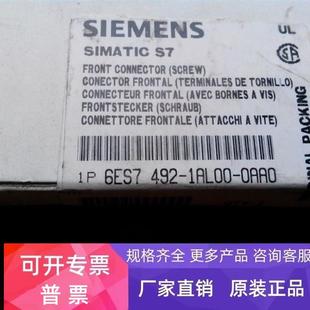 SIEMENS
UL
SIMATIC S7
FRONT CONNECTOR (SCREW)
CONECTOR FRONTAL (TERMINALES DE TORNILLO)
CONNECTEUR FRONTAL (AVEC BORNES A VIS)
FRONTSTECKER (SCHRAUB)
CONNETTORE FRONTALE (ATTACCHI A VITE)
1P 6ES7 492-1AL00-0AA0
PACKING
可开专票
普票
规格齐全 更多产品 咨询客服
厂家直销 原装正品